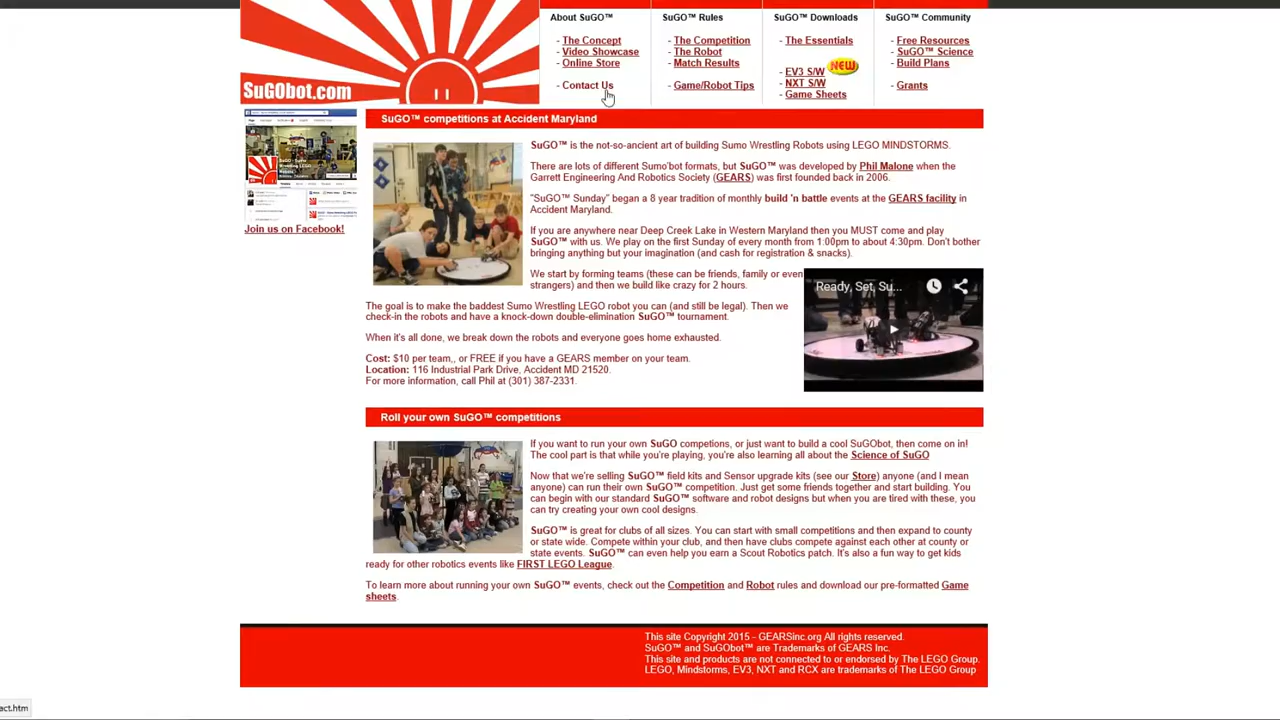 SuGObot.com
About SuGO™
- The Concept
- Video Showcase
- Online Store
- Contact Us
SuGO™ Rules
- The Competition
- The Robot
- Match Results
- Game/Robot Tips
SuGO™ Downloads
- The Essentials
NEW
- EV3 S/W
- NXT S/W
- Game Sheets
SuGO™ Community
- Free Resources
- SuGO™ Science
- Build Plans
- Grants
Join us on Facebook!
SuGO™ competitions at Accident Maryland
SuGO™ is the not-so-ancient art of building Sumo Wrestling Robots using LEGO MINDSTORMS.
There are lots of different Sumo'bot formats, but SuGO™ was developed by Phil Malone when the
Garrett Engineering And Robotics Society (GEARS) was first founded back in 2006.
"SuGO™ Sunday" began a 8 year tradition of monthly build 'n battle events at the GEARS facility in
Accident Maryland.
If you are anywhere near Deep Creek Lake in Western Maryland then you MUST come and play
SuGO™ with us. We play on the first Sunday of every month from 1:00pm to about 4:30pm. Don't bother
bringing anything but your imagination (and cash for registration & snacks).
We start by forming teams (these can be friends, family or even
strangers) and then we build like crazy for 2 hours.
Ready, Set, Su...
The goal is to make the baddest Sumo Wrestling LEGO robot you can (and still be legal). Then we
check-in the robots and have a knock-down double-elimination SuGO™ tournament.
When it's all done, we break down the robots and everyone goes home exhausted.
Cost: $10 per team,, or FREE if you have a GEARS member on your team.
Location: 116 Industrial Park Drive, Accident MD 21520.
For more information, call Phil at (301) 387-2331.
Roll your own SuGO™ competitions
If you want to run your own SuGO competions, or just want to build a cool SuGObot, then come on in!
The cool part is that while you're playing, you're also learning all about the Science of SuGO
Now that we're selling SuGO™ field kits and Sensor upgrade kits (see our Store) anyone (and I mean
anyone) can run their own SuGO™ competition. Just get some friends together and start building. You
can begin with our standard SuGO™ software and robot designs but when you are tired with these, you
can try creating your own cool designs.
SuGO™ is great for clubs of all sizes. You can start with small competitions and then expand to county
or state wide. Compete within your club, and then have clubs compete against each other at county or
state events. SuGO™ can even help you earn a Scout Robotics patch. It's also a fun way to get kids
ready for other robotics events like FIRST LEGO League.
To learn more about running your own SuGO™ events, check out the Competition and Robot rules and download our pre-formatted Game
sheets.
This site Copyright 2015 - GEARSinc.org All rights reserved.
SuGO™ and SuGObot™ are Trademarks of GEARS Inc.
This site and products are not connected to or endorsed by The LEGO Group.
LEGO, Mindstorms, EV3, NXT and RCX are trademarks of The LEGO Group
act.htm